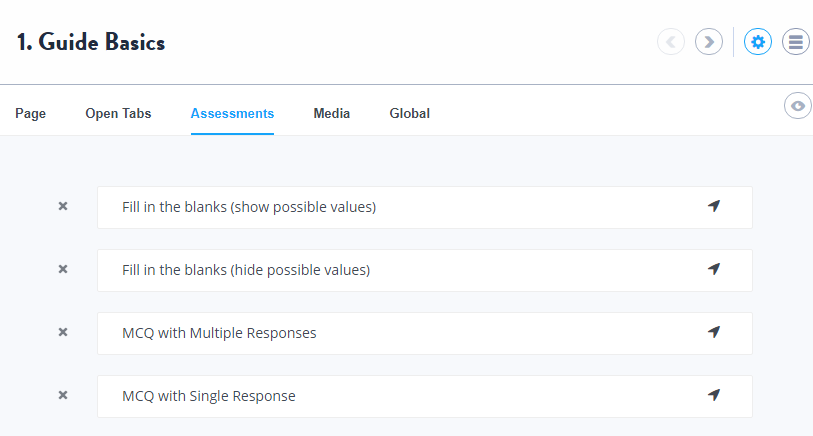 1. Guide Basics
Page Open Tabs Assessments Media Global
Fill in the blanks (show possible values)
Fill in the blanks (hide possible values)
MCQ with Multiple Responses
MCQ with Single Response